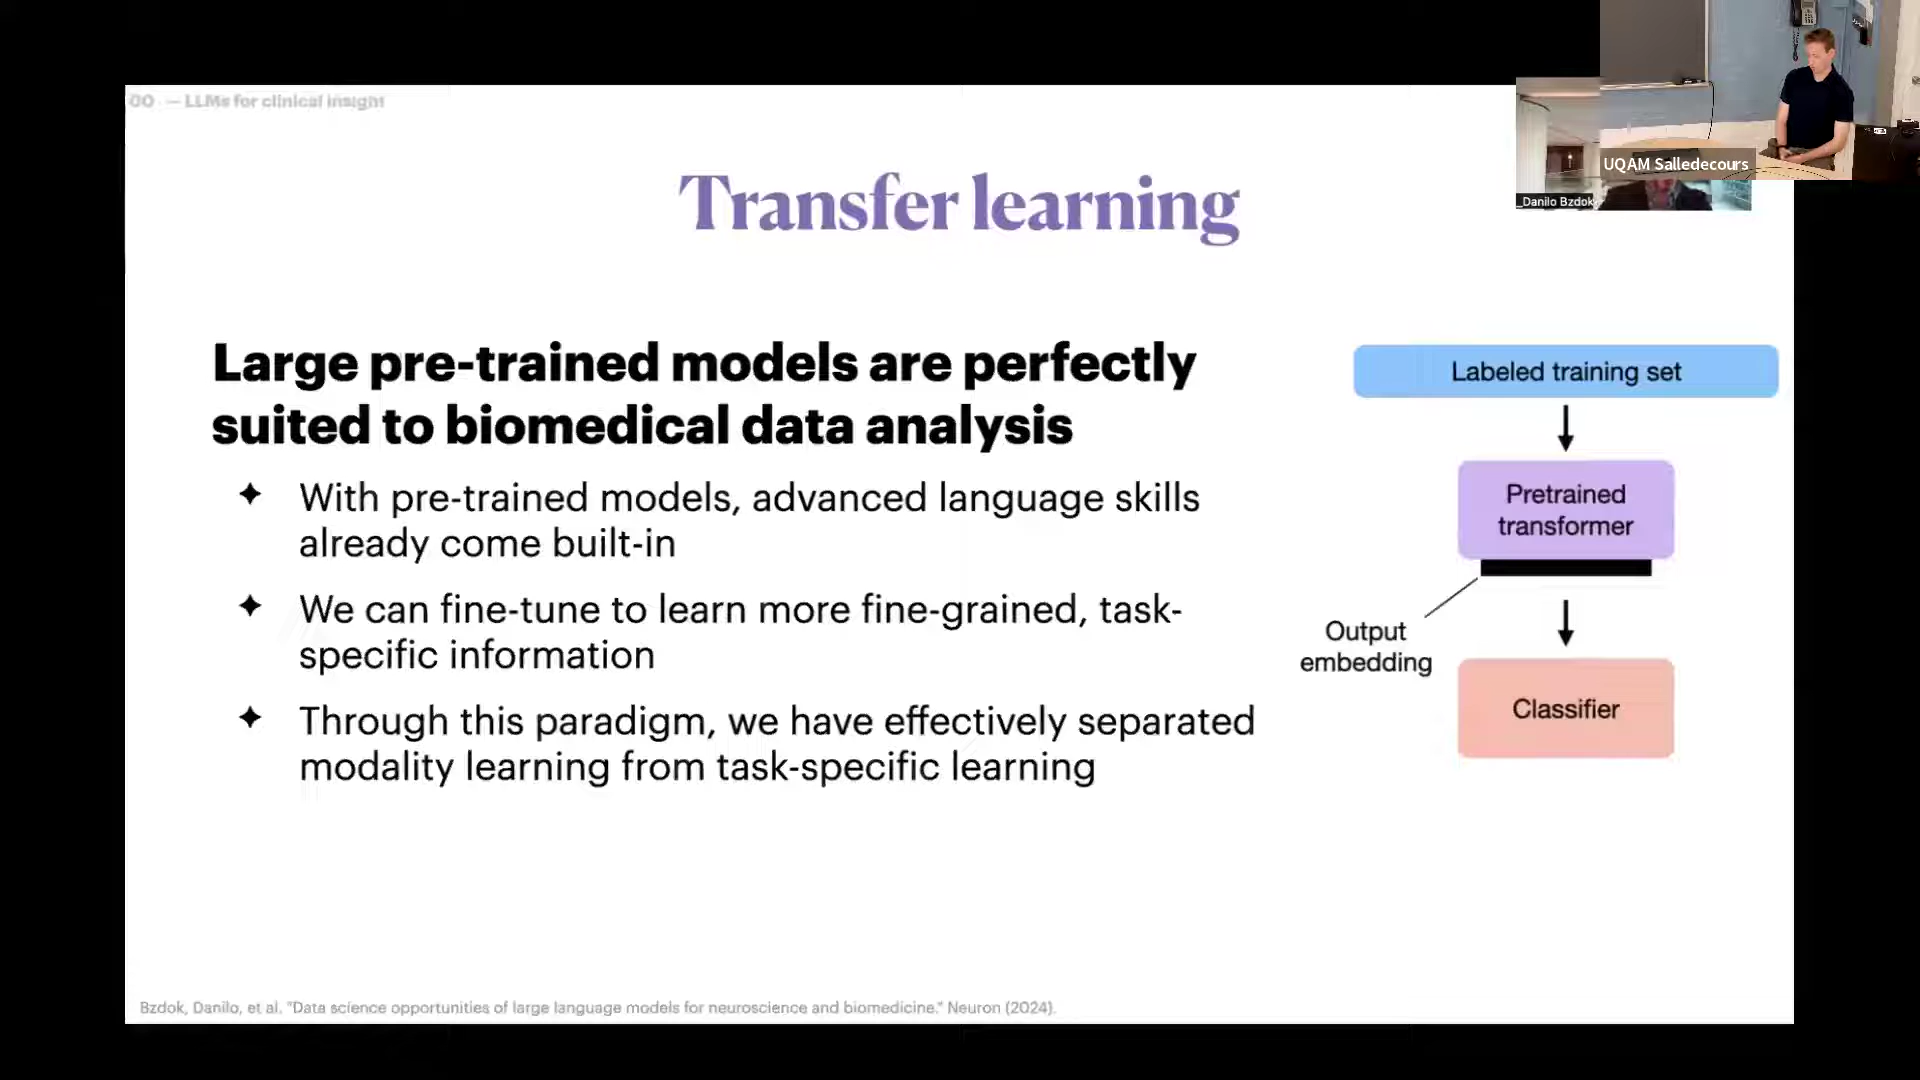 00 — LLMs for clinical insight
UQAM Salledecours
Danilo Bzdok
Transfer learning
Large pre-trained models are perfectly
suited to biomedical data analysis
✦ With pre-trained models, advanced language skills
already come built-in
✦ We can fine-tune to learn more fine-grained, task-
specific information
✦ Through this paradigm, we have effectively separated
modality learning from task-specific learning
Labeled training set
Pretrained
transformer
Output
embedding
Classifier
Bzdok, Danilo, et al. "Data science opportunities of large language models for neuroscience and biomedicine." Neuron (2024).